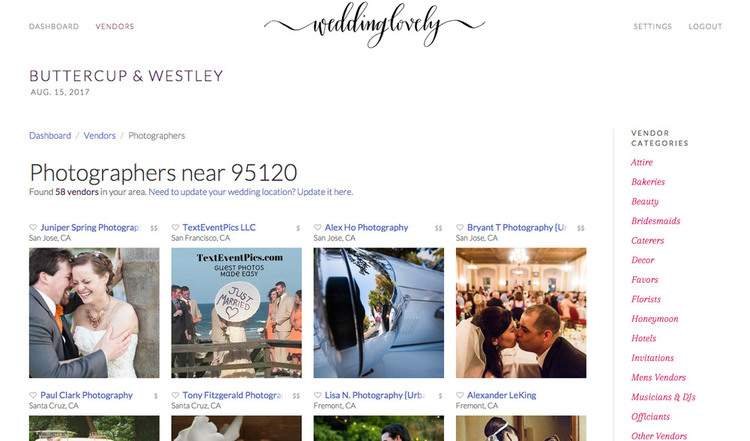 DASHBOARD VENDORS
weddinglovely
SETTINGS LOGOUT
BUTTERCUP & WESTLEY
AUG. 15, 2017
Dashboard / Vendors / Photographers
Photographers near 95120
Found 58 vendors in your area. Need to update your wedding location? Update it here.
Juniper Spring Photograp $$
San Jose, CA
TextEventPics LLC $
San Francisco, CA
TextEventPics.com
GUEST PHOTOS
MADE EASY
JUST
MARRIED
Alex Ho Photography $$
San Jose, CA
Bryant T Photography {Ur $$
San Jose, CA
Paul Clark Photography $
Santa Cruz, CA
Tony Fitzgerald Photogra $$
Santa Cruz, CA
Lisa N. Photography {Urb $
Fremont, CA
Alexander LeKing
Fremont, CA
VENDOR
CATEGORIES
Attire
Bakeries
Beauty
Bridesmaids
Caterers
Decor
Favors
Florists
Honeymoon
Hotels
Invitations
Mens Vendors
Musicians & DJs
Officiants
Other Vendors